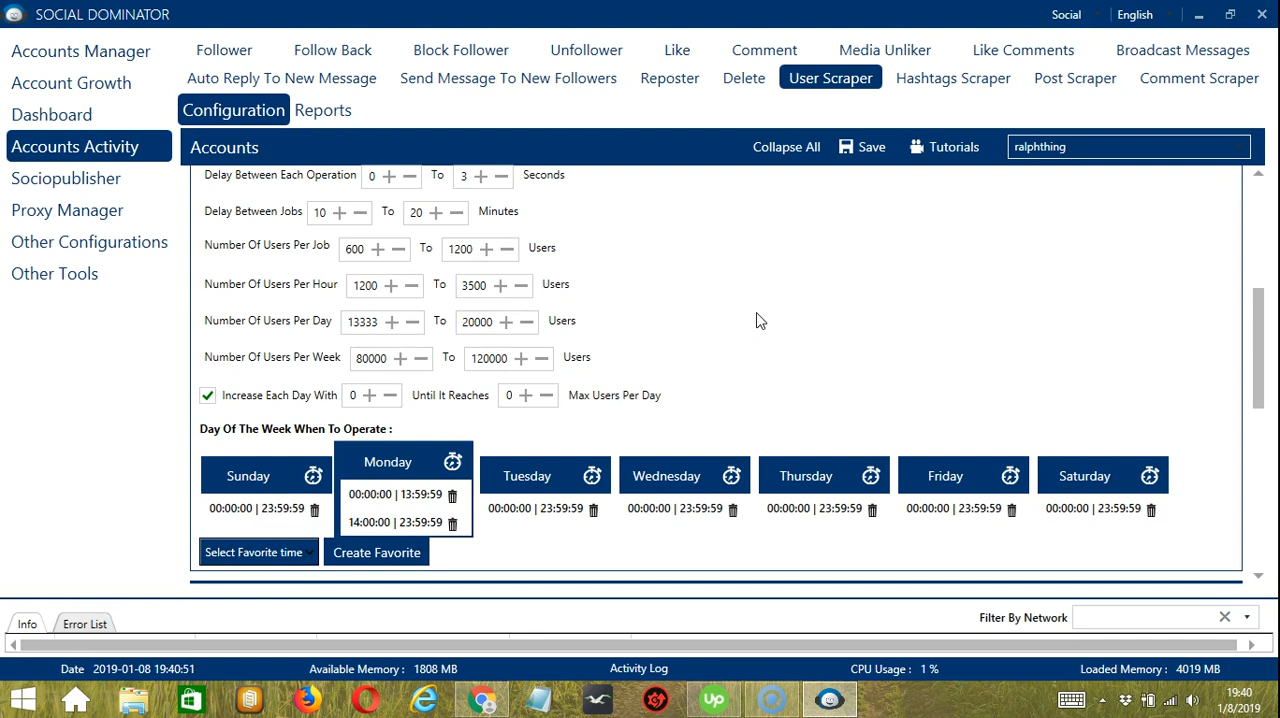 SOCIAL DOMINATOR
Social
English
Accounts Manager
Account Growth
Dashboard
Accounts Activity
Sociopublisher
Proxy Manager
Other Configurations
Other Tools
Follower Follow Back Block Follower Unfollower Like Comment Media Unliker Like Comments Broadcast Messages
Auto Reply To New Message Send Message To New Followers Reposter Delete User Scraper Hashtags Scraper Post Scraper Comment Scraper
Configuration Reports
Accounts Collapse All Save Tutorials ralphthing
Delay Between Each Operation 0 To 3 Seconds
Delay Between Jobs 10 To 20 Minutes
Number Of Users Per Job 600 To 1200 Users
Number Of Users Per Hour 1200 To 3500 Users
Number Of Users Per Day 13333 To 20000 Users
Number Of Users Per Week 80000 To 120000 Users
Increase Each Day With 0 Until It Reaches 0 Max Users Per Day
Day Of The Week When To Operate :
Sunday Monday Tuesday Wednesday Thursday Friday Saturday
00:00:00 | 23:59:59 00:00:00 | 13:59:59 00:00:00 | 23:59:59 00:00:00 | 23:59:59 00:00:00 | 23:59:59 00:00:00 | 23:59:59 00:00:00 | 23:59:59
14:00:00 | 23:59:59
Select Favorite time Create Favorite
Info Error List Filter By Network
Date 2019-01-08 19:40:51 Available Memory : 1808 MB Activity Log CPU Usage : 1 % Loaded Memory : 4019 MB
Up
19:40
1/8/2019